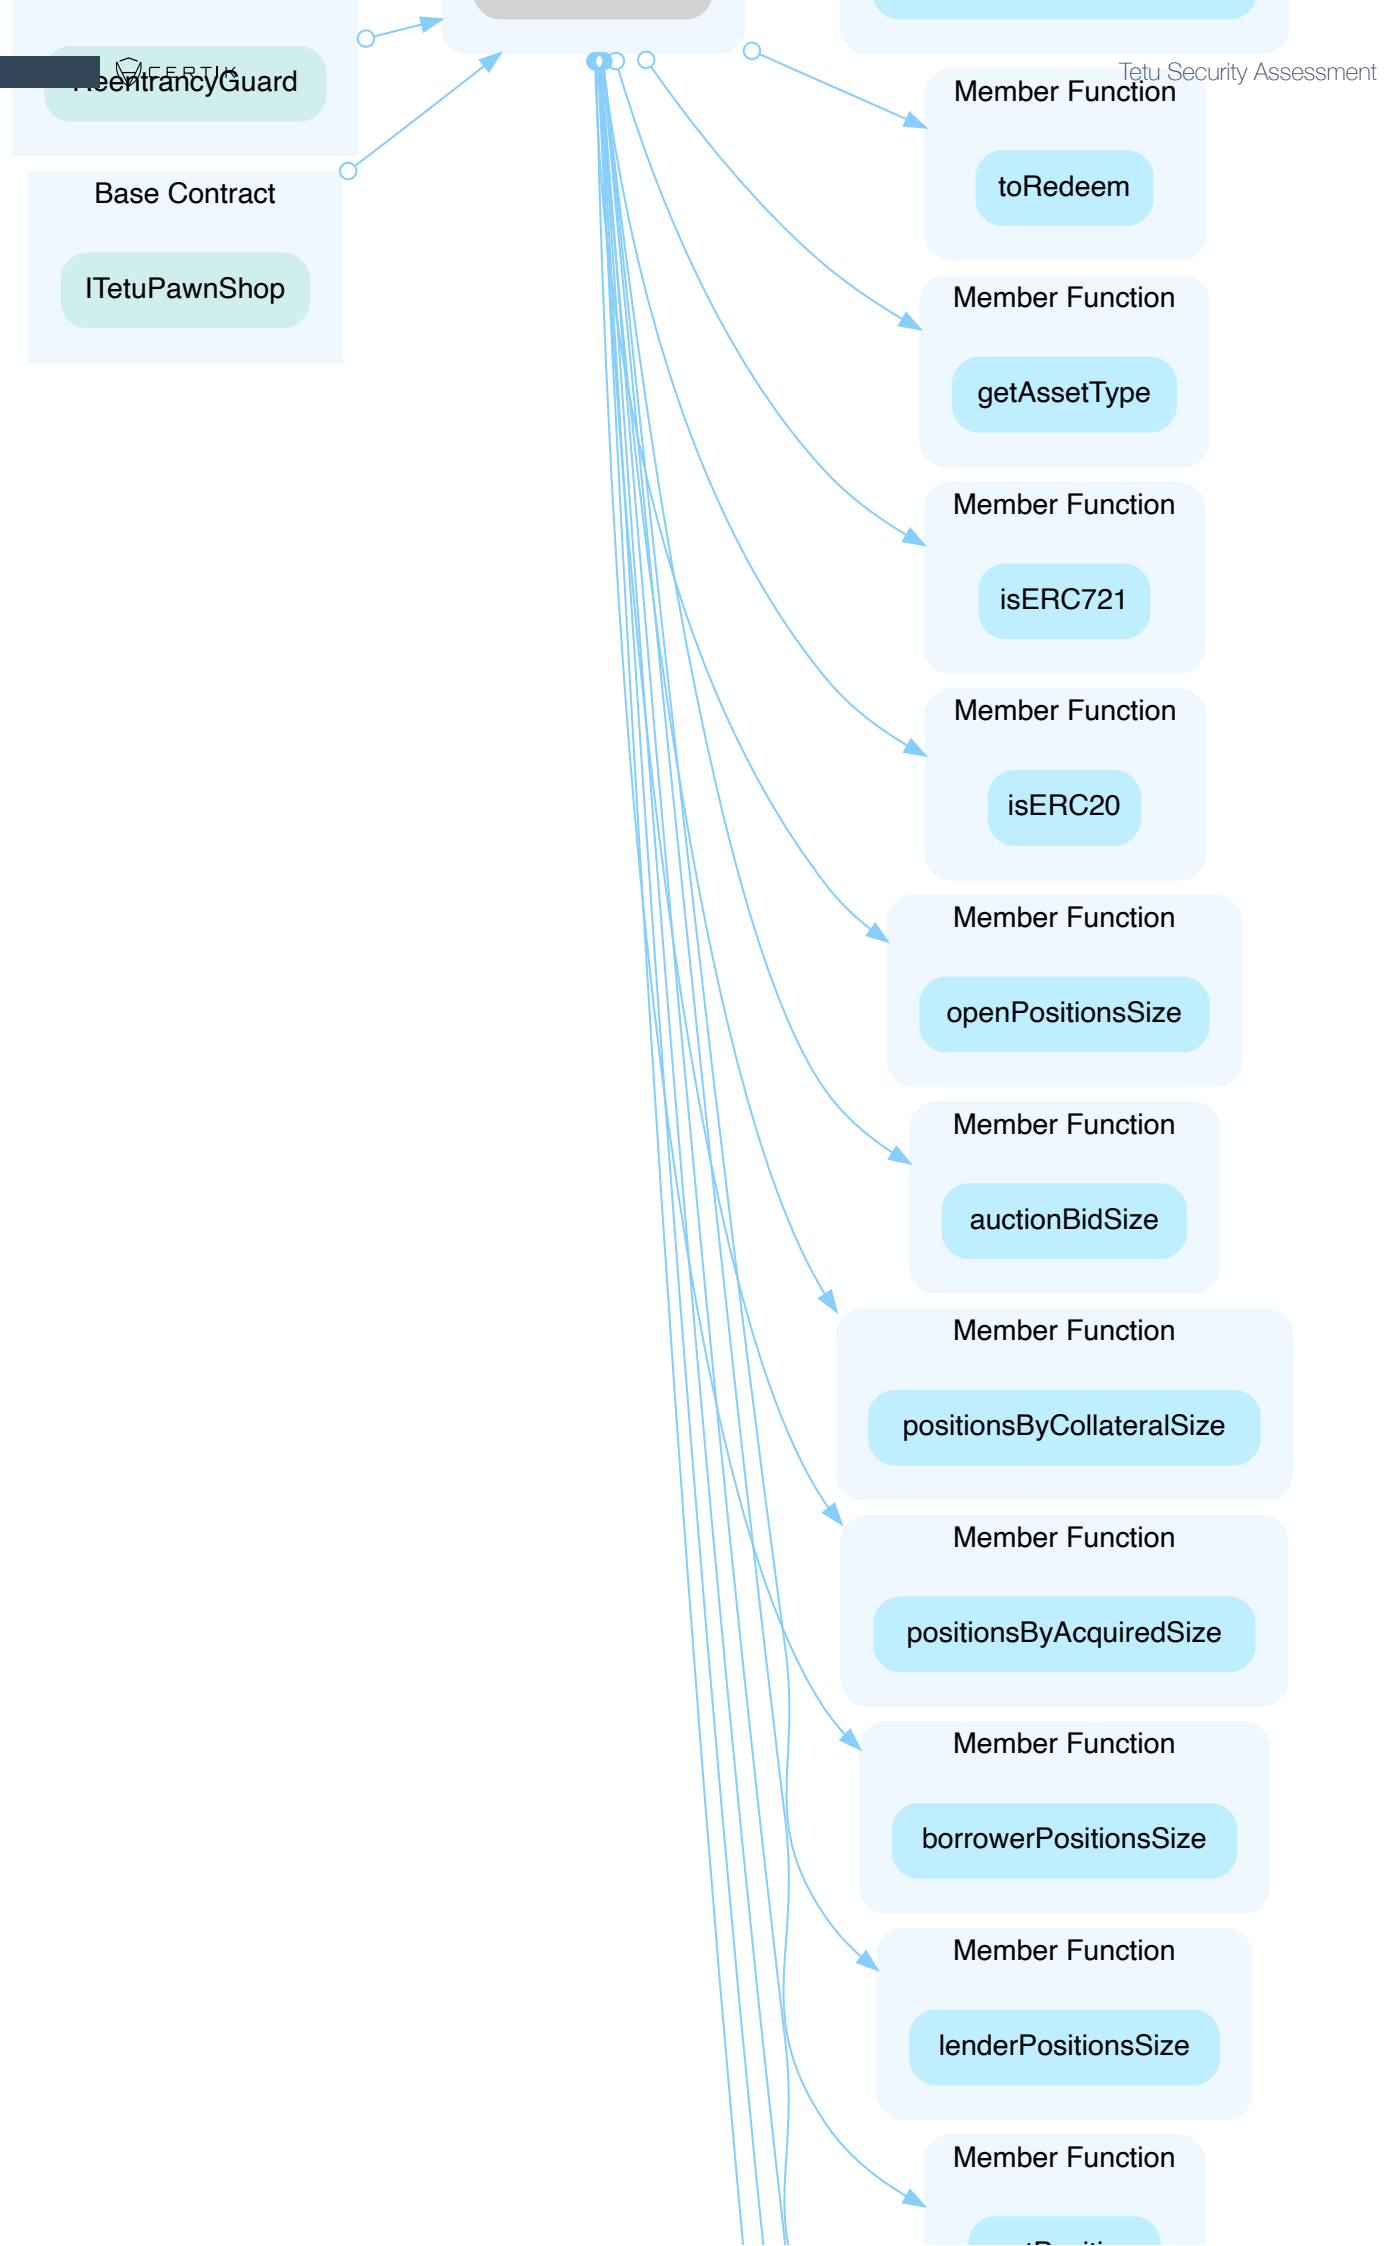 CERTIK
Tetu Security Assessment
ReentrancyGuard
Base Contract
ITetuPawnShop
Member Function
toRedeem
Member Function
getAssetType
Member Function
isERC721
Member Function
isERC20
Member Function
openPositionsSize
Member Function
auctionBidSize
Member Function
positionsByCollateralSize
Member Function
positionsByAcquiredSize
Member Function
borrowerPositionsSize
Member Function
lenderPositionsSize
Member Function